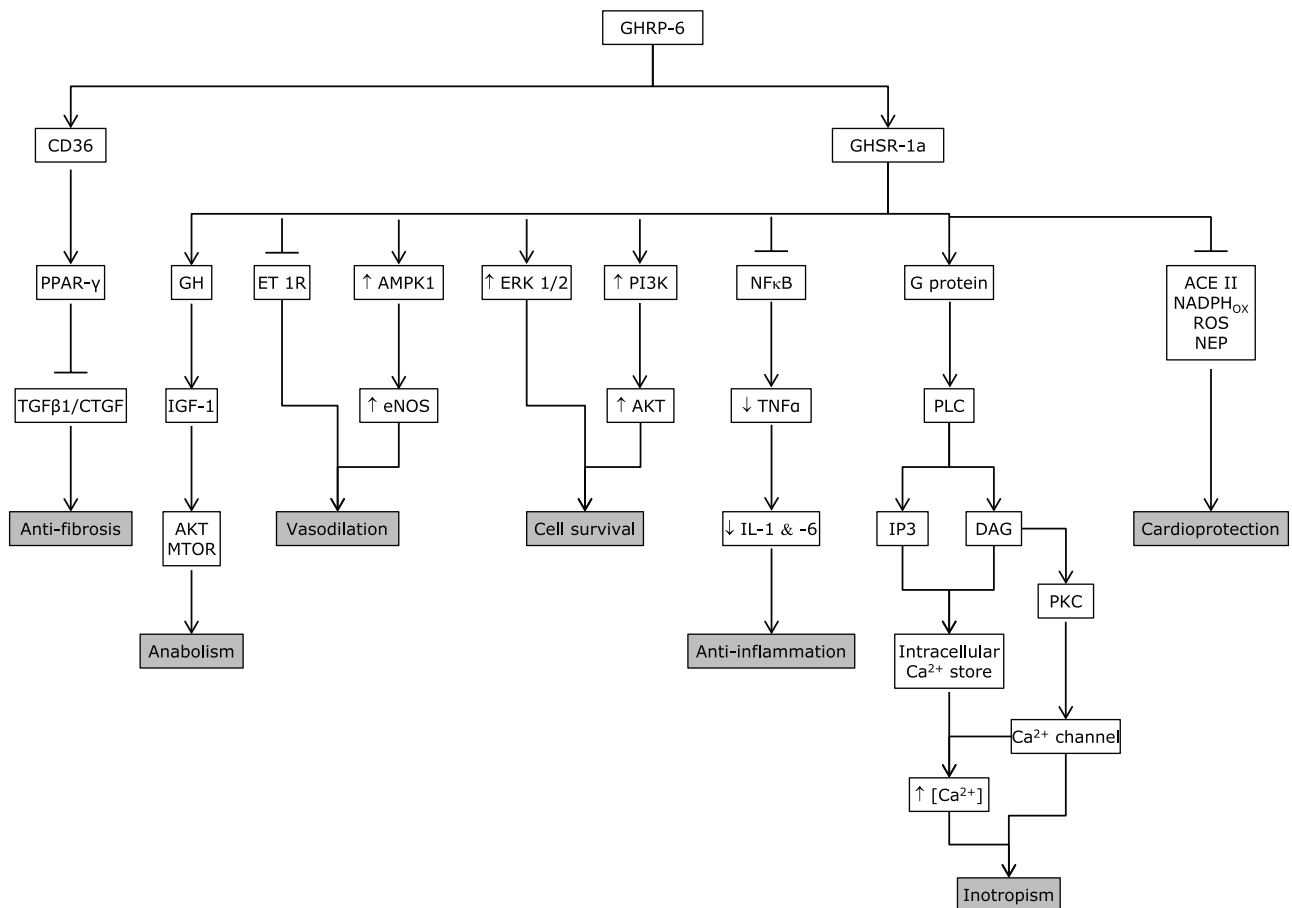 GHRP-6
CD36
GHSR-1a
PPAR-γ
GH
ET 1R
↑ AMPK1
↑ ERK 1/2
↑ PI3K
NFκB
G protein
ACE II
NADPHOX
ROS
NEP
TGFβ1/CTGF
IGF-1
↑ eNOS
↑ AKT
↓ TNFα
PLC
Anti-fibrosis
AKT
MTOR
Vasodilation
Cell survival
↓ IL-1 & -6
IP3
DAG
Cardioprotection
PKC
Anabolism
Anti-inflammation
Intracellular
Ca²⁺ store
Ca²⁺ channel
↑ [Ca²⁺]
Inotropism